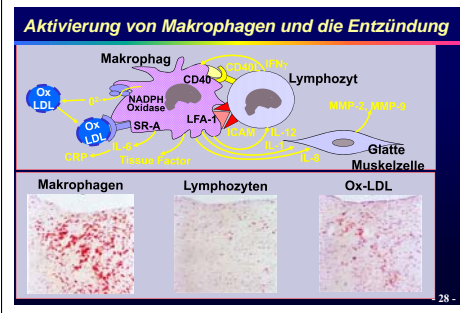 Aktivierung von Makrophagen und die Entzündung
Makrophag
CD40
CD40L
IFNγ
Lymphozyt
Ox
LDL
0²⁻
NADPH
Oxidase
LFA-1
MMP-2, MMP-9
Ox
LDL
SR-A
ICAM
IL-12
IL-6
IL-1
CRP
Tissue Factor
IL-8
Glatte
Muskelzelle
Makrophagen
Lymphozyten
Ox-LDL
- 28 -